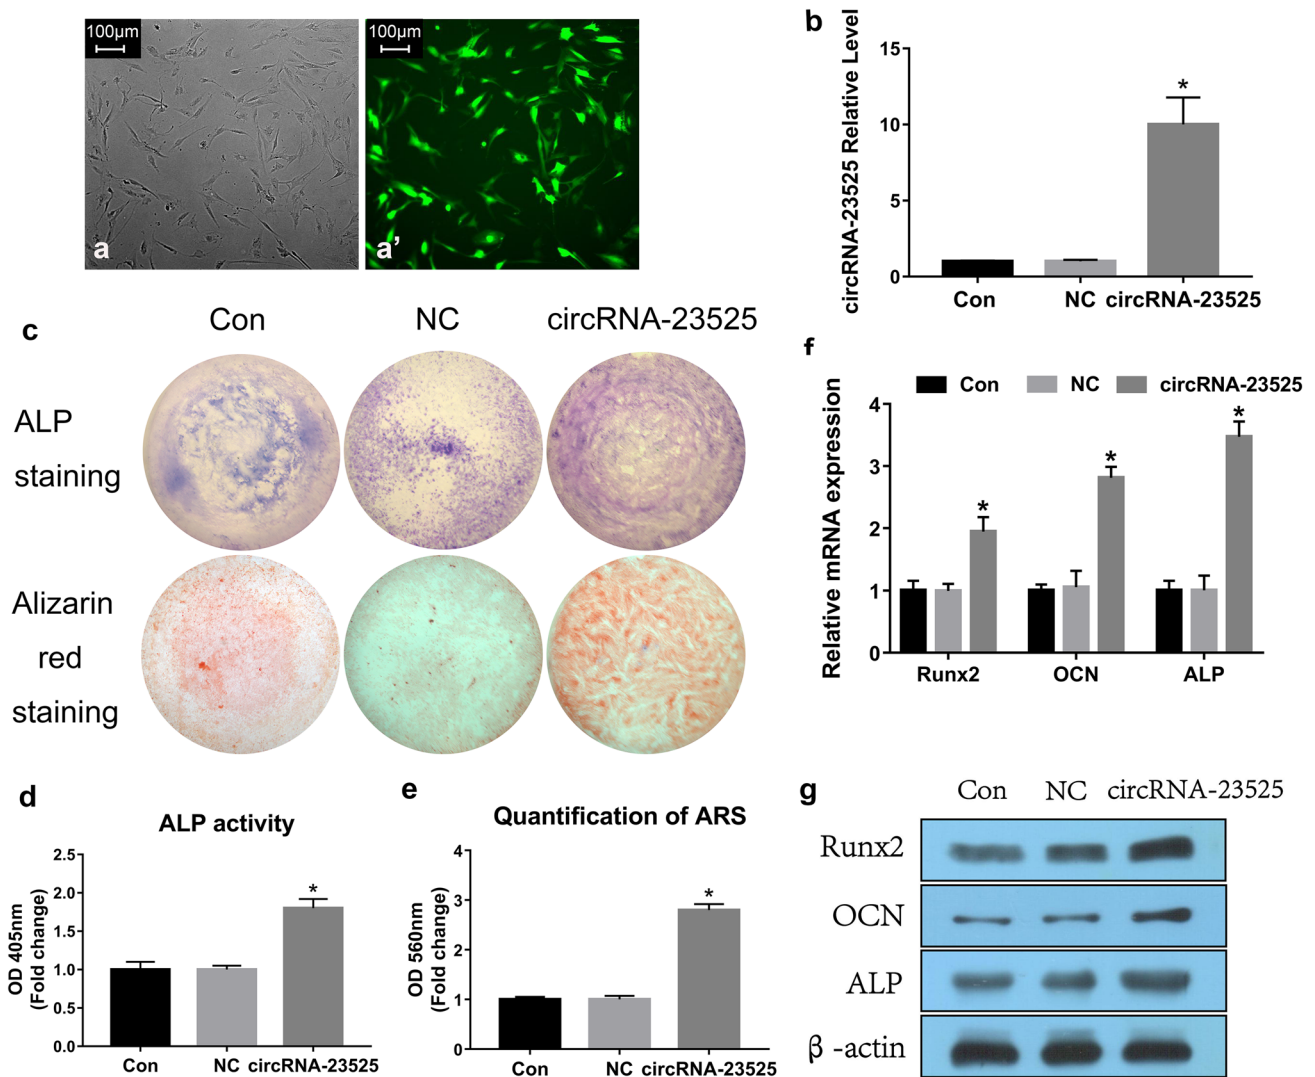 100μm
a
100μm
a’
b
circRNA-23525 Relative Level
15
10
5
0
*
Con
NC
circRNA-23525
c
Con
NC
circRNA-23525
ALP
staining
Alizarin
red
staining
d
ALP activity
OD 405nm
(Fold change)
2.5
2.0
1.5
1.0
0.5
0.0
*
Con
NC
circRNA-23525
e
Quantification of ARS
OD 560nm
(Fold change)
4
3
2
1
0
*
Con
NC
circRNA-23525
f
Con
NC
circRNA-23525
Relative mRNA expression
4
3
2
1
0
*
*
*
Runx2
OCN
ALP
g
Con
NC
circRNA-23525
Runx2
OCN
ALP
β -actin